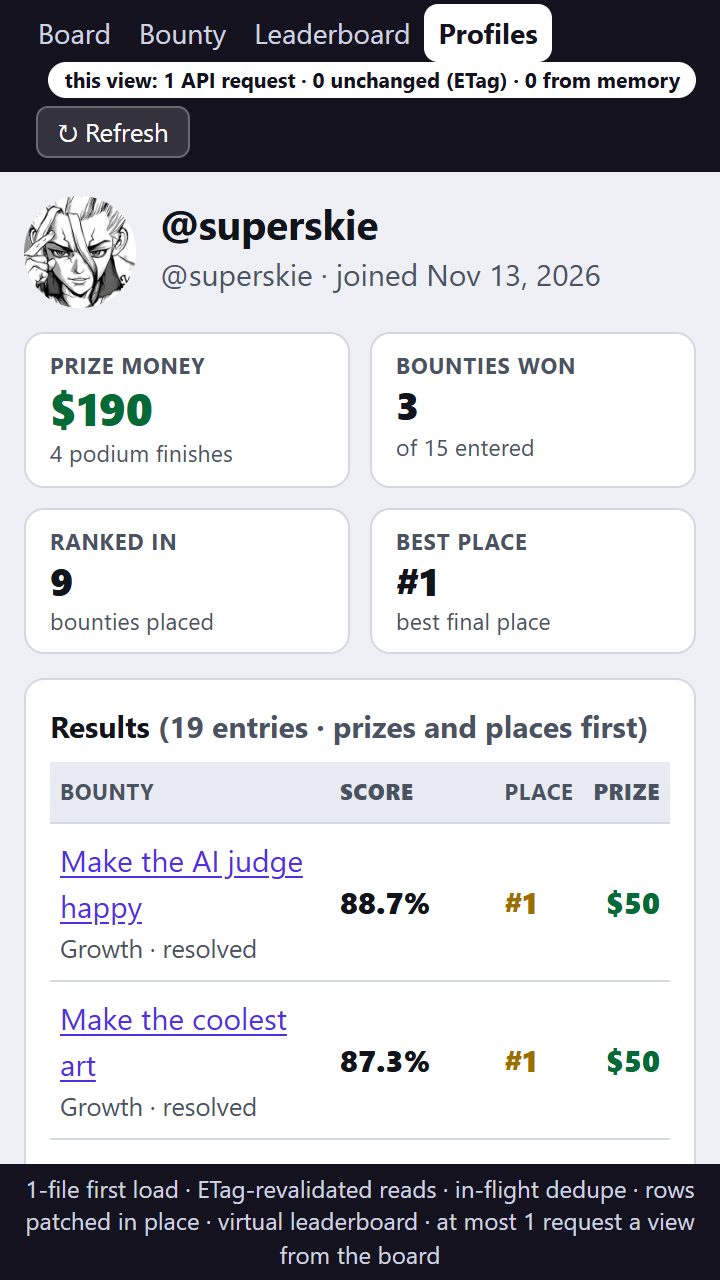 Board Bounty Leaderboard Profiles
this view: 1 API request · 0 unchanged (ETag) · 0 from memory
↻ Refresh
@superskie
@superskie · joined Nov 13, 2026
PRIZE MONEY
$190
4 podium finishes
BOUNTIES WON
3
of 15 entered
RANKED IN
9
bounties placed
BEST PLACE
#1
best final place
Results (19 entries · prizes and places first)
BOUNTY SCORE PLACE PRIZE
Make the AI judge
happy
88.7% #1 $50
Growth · resolved
Make the coolest
art
87.3% #1 $50
Growth · resolved
1-file first load · ETag-revalidated reads · in-flight dedupe · rows
patched in place · virtual leaderboard · at most 1 request a view
from the board